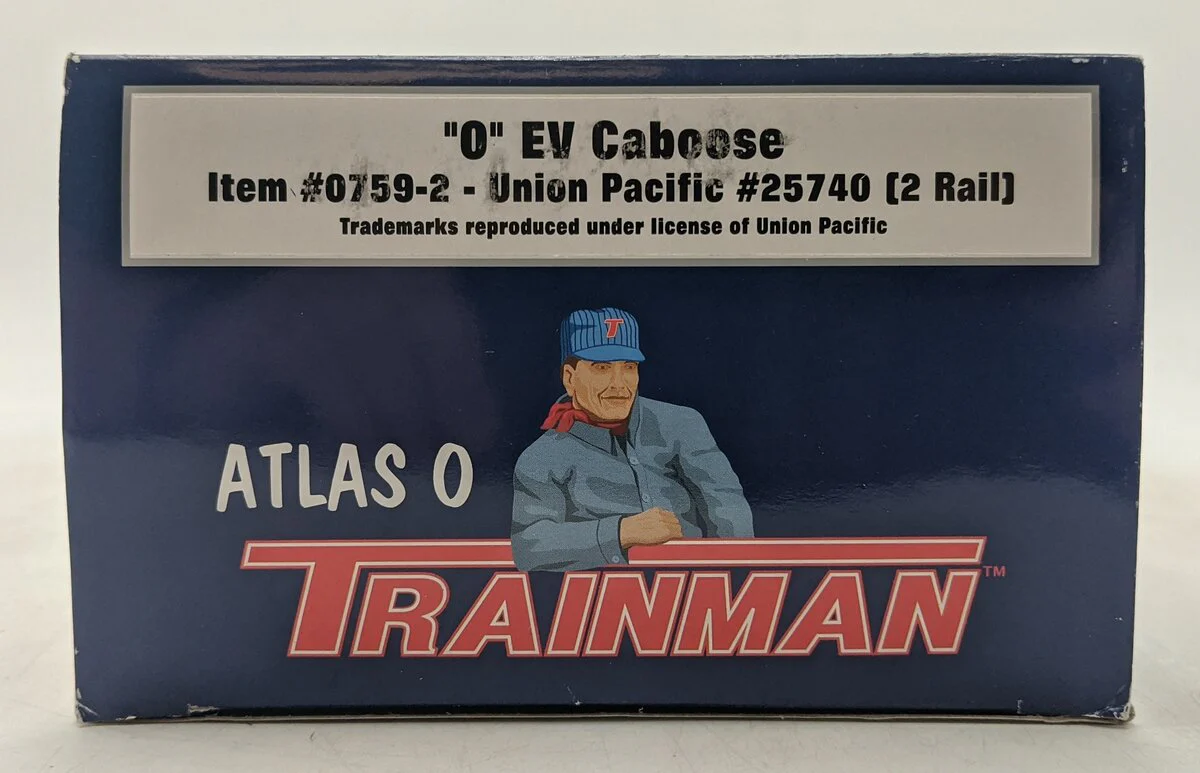 "O" EV Caboose
Item #0759-2 - Union Pacific #25740 (2 Rail)
Trademarks reproduced under license of Union Pacific
T
ATLAS O
TRAINMAN™